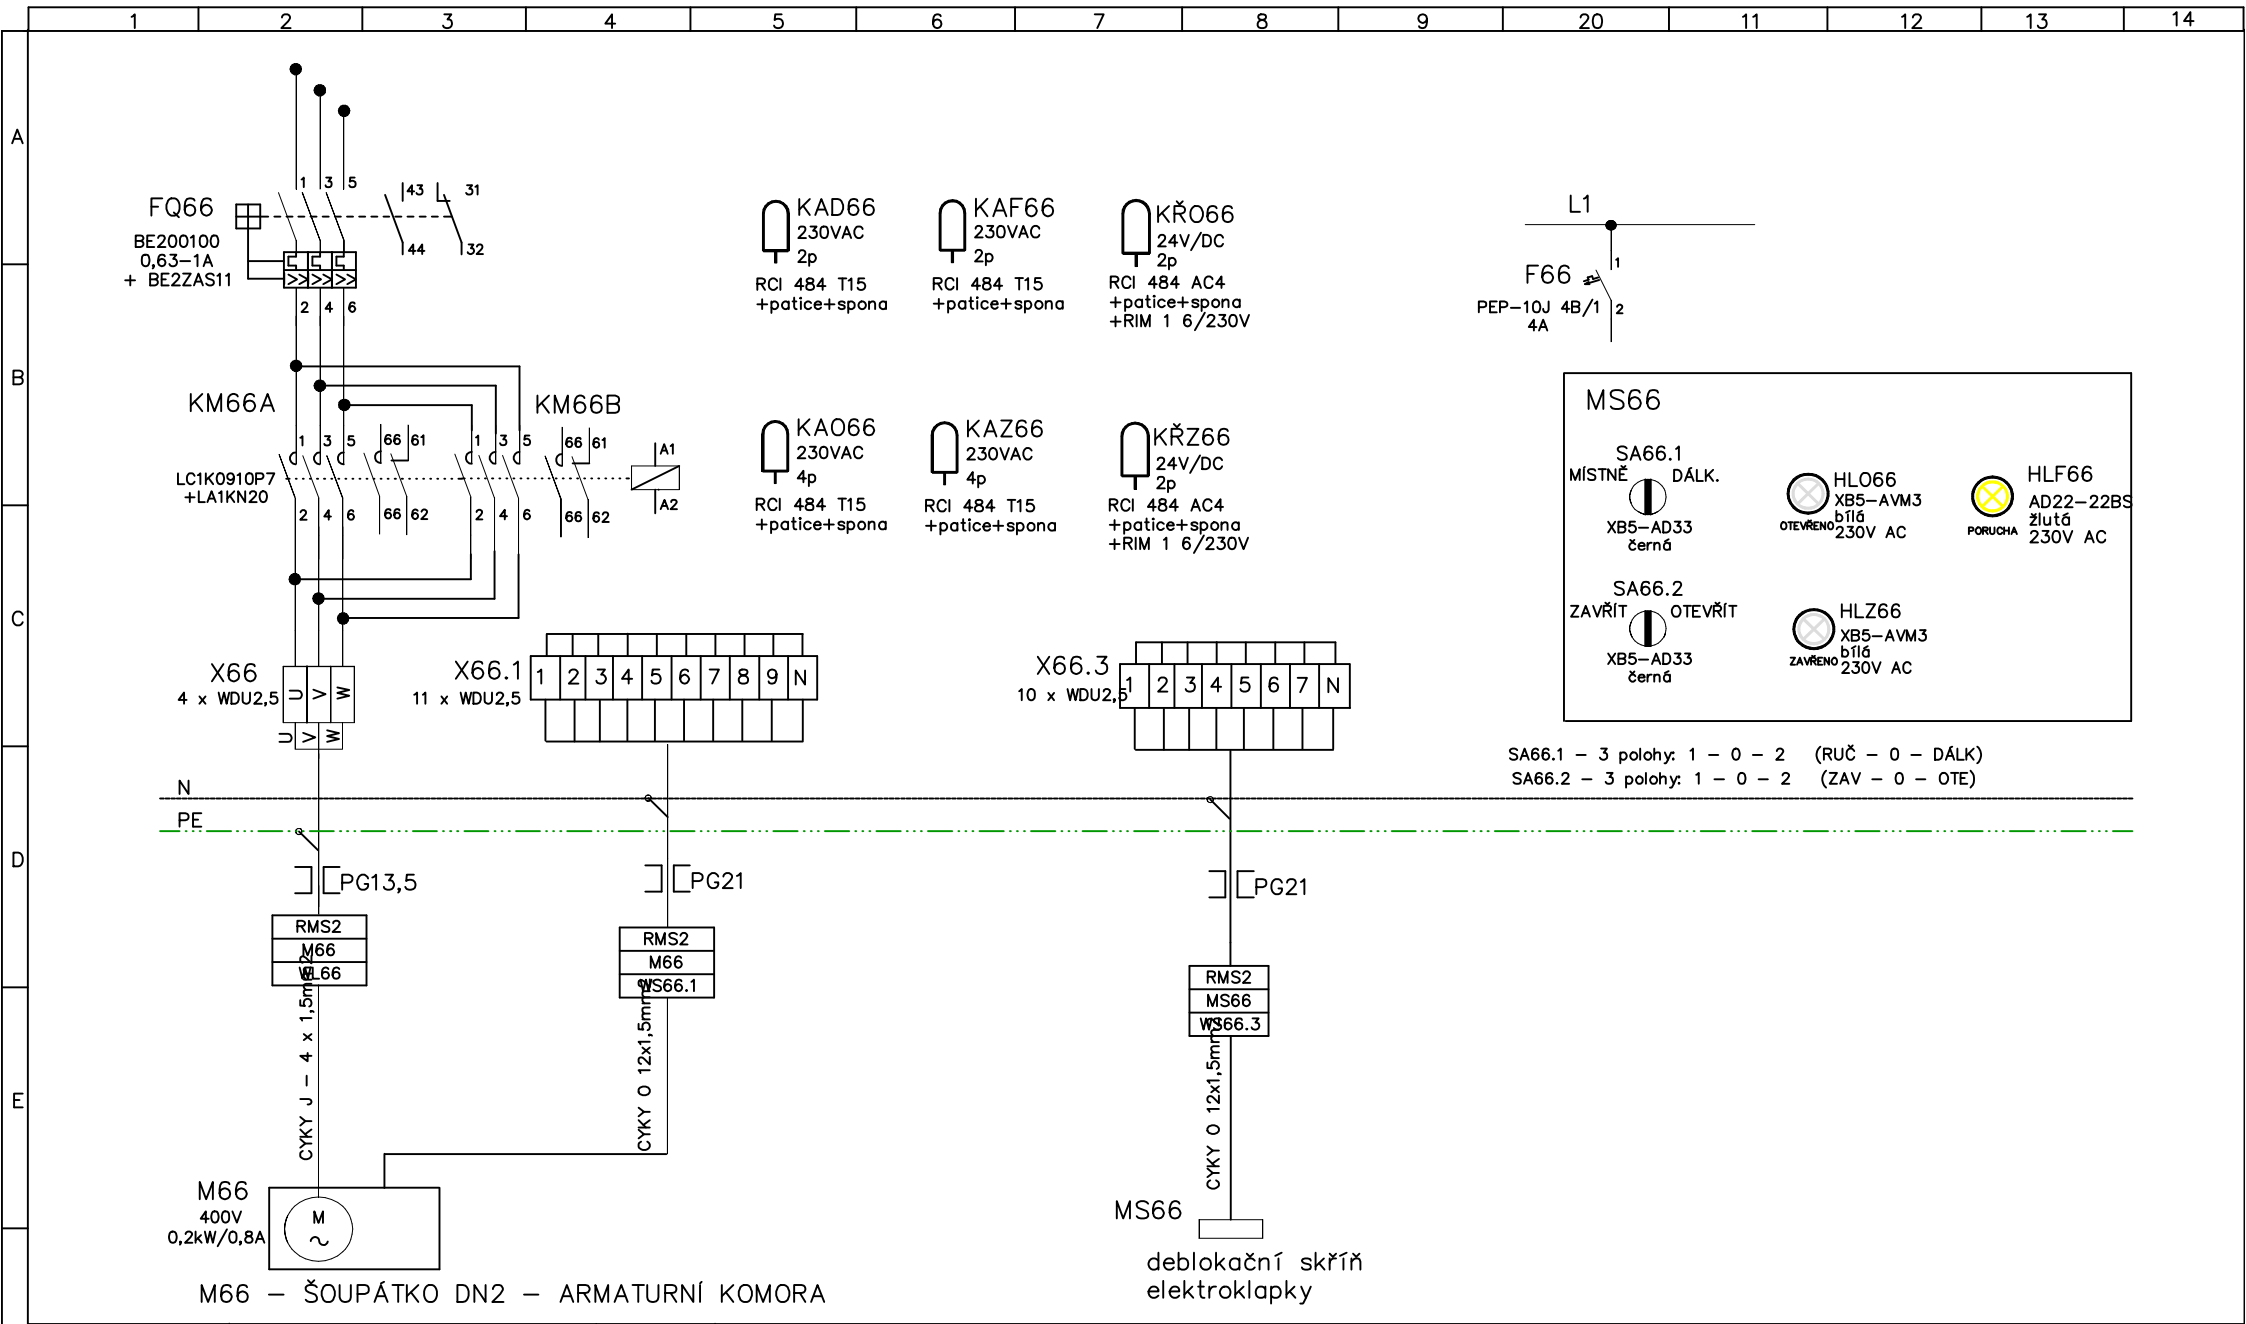 1 2 3 4 5 6 7 8 9 20 11 12 13 14
A
B
C
D
E
FQ66
BE200100
0,63-1A
+ BE2ZAS11
1 3 5
43 31
44 32
2 4 6
KM66A
LC1K0910P7
+LA1KN20
1 3 5 66 61
2 4 6 66 62
KM66B
1 3 5 66 61
2 4 6 66 62
A1
A2
KAD66
230VAC
2p
RCI 484 T15
+patice+spona
KAF66
230VAC
2p
RCI 484 T15
+patice+spona
KŘO66
24V/DC
2p
RCI 484 AC4
+patice+spona
+RIM 1 6/230V
KAO66
230VAC
4p
RCI 484 T15
+patice+spona
KAZ66
230VAC
4p
RCI 484 T15
+patice+spona
KŘZ66
24V/DC
2p
RCI 484 AC4
+patice+spona
+RIM 1 6/230V
L1
F66
PEP-10J 4B/1
4A
1
2
MS66
SA66.1
MÍSTNĚ DÁLK.
XB5-AD33
černá
HLO66
XB5-AVM3
bílá
230V AC
OTEVŘENO
HLF66
AD22-22BS
žlutá
230V AC
PORUCHA
SA66.2
ZAVŘÍT OTEVŘÍT
XB5-AD33
černá
HLZ66
XB5-AVM3
bílá
230V AC
ZAVŘENO
SA66.1 - 3 polohy: 1 - 0 - 2 (RUČ - 0 - DÁLK)
SA66.2 - 3 polohy: 1 - 0 - 2 (ZAV - 0 - OTE)
X66
4 x WDU2,5
U V W
U V W
X66.1
11 x WDU2,5
1 2 3 4 5 6 7 8 9 N
X66.3
10 x WDU2,5
1 2 3 4 5 6 7 N
N
PE
PG13,5
PG21
PG21
RMS2
M66
WL66
CYKY J - 4 x 1,5mm2
RMS2
M66
WS66.1
CYKY O 12x1,5mm2
RMS2
MS66
WS66.3
CYKY O 12x1,5mm2
M66
400V
0,2kW/0,8A
M
MS66
deblokační skříň
elektroklapky
M66 - ŠOUPÁTKO DN2 - ARMATURNÍ KOMORA